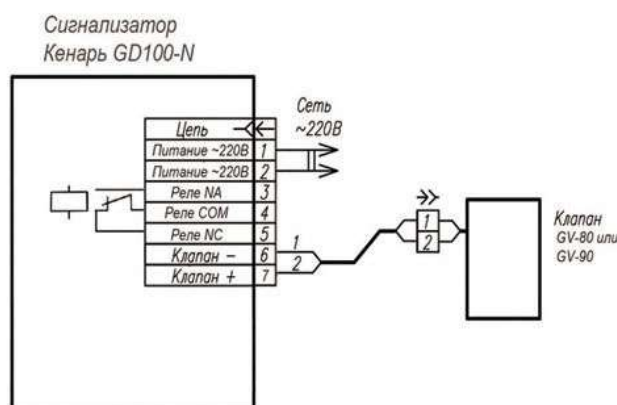 Сигнализатор
Кенарь GD100-N
Цепь
Питание ~220В 1
Питание ~220В 2
Реле NA 3
Реле COM 4
Реле NC 5
Клапан – 6
Клапан + 7
Сеть
~220В
1
2
1
2
Клапан
GV-80 или
GV-90